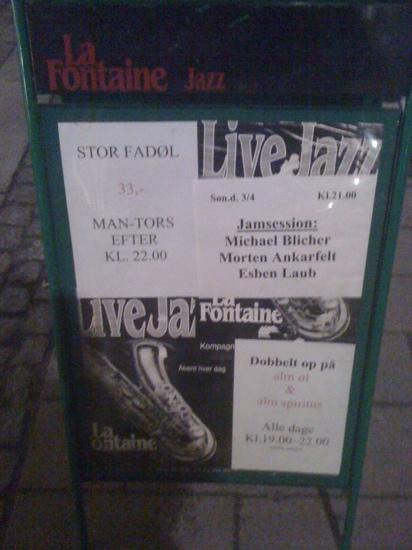 La
Fontaine Jazz
STOR FADØL
33,-
MAN-TORS
EFTER
KL. 22.00
Live Jazz
Søn.d. 3/4 Kl.21.00
Jamsession:
Michael Blicher
Morten Ankarfelt
Esben Laub
Live Ja
La
Fontaine
Kompagn
Åbent hver dag
La
ontaine
Dobbelt op på
alm øl
&
alm spiritus
Alle dage
Kl.19.00-22.00